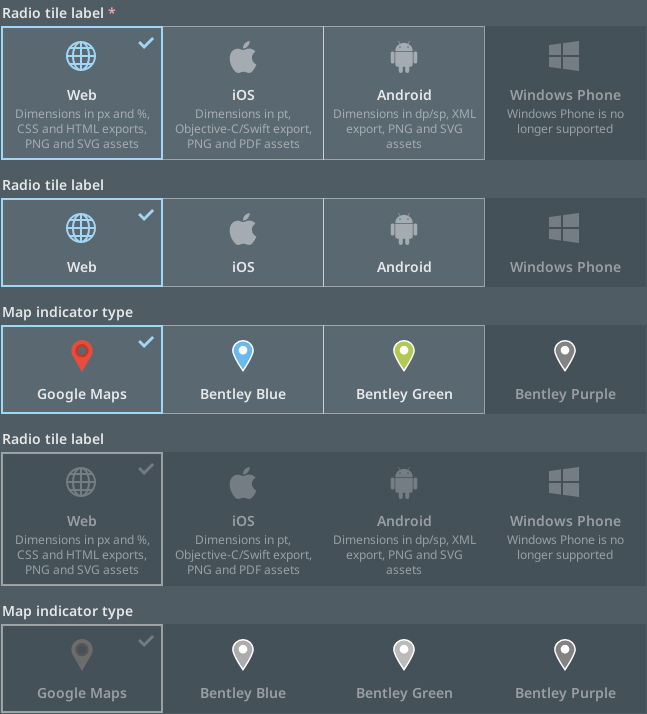 Radio tile label *
Web
iOS
Android
Windows Phone
Dimensions in px and %,
CSS and HTML exports,
PNG and SVG assets
Dimensions in pt,
Objective-C/Swift export,
PNG and PDF assets
Dimensions in dp/sp, XML
export, PNG and SVG
assets
Windows Phone is no
longer supported
Radio tile label
Web
iOS
Android
Windows Phone
Map indicator type
Google Maps
Bentley Blue
Bentley Green
Bentley Purple
Radio tile label
Web
iOS
Android
Windows Phone
Dimensions in px and %,
CSS and HTML exports,
PNG and SVG assets
Dimensions in pt,
Objective-C/Swift export,
PNG and PDF assets
Dimensions in dp/sp, XML
export, PNG and SVG
assets
Windows Phone is no
longer supported
Map indicator type
Google Maps
Bentley Blue
Bentley Green
Bentley Purple